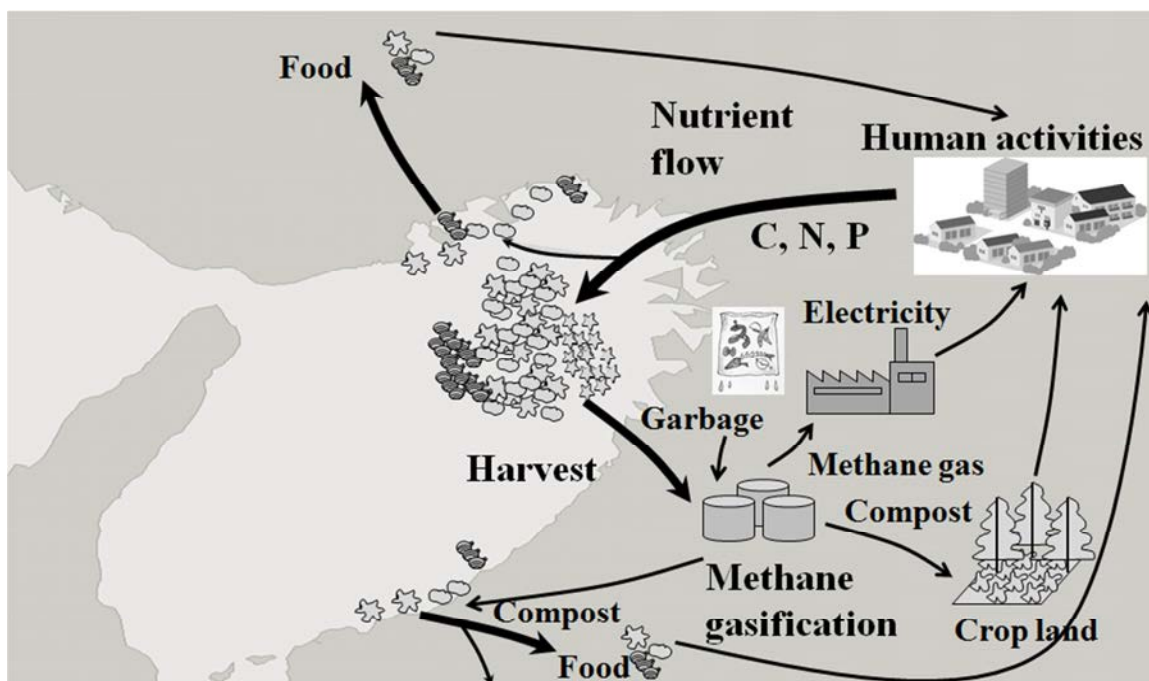 Food
Nutrient
flow
Human activities
C, N, P
Electricity
Garbage
Harvest
Methane gas
Compost
Methane
gasification
Compost
Crop land
Food